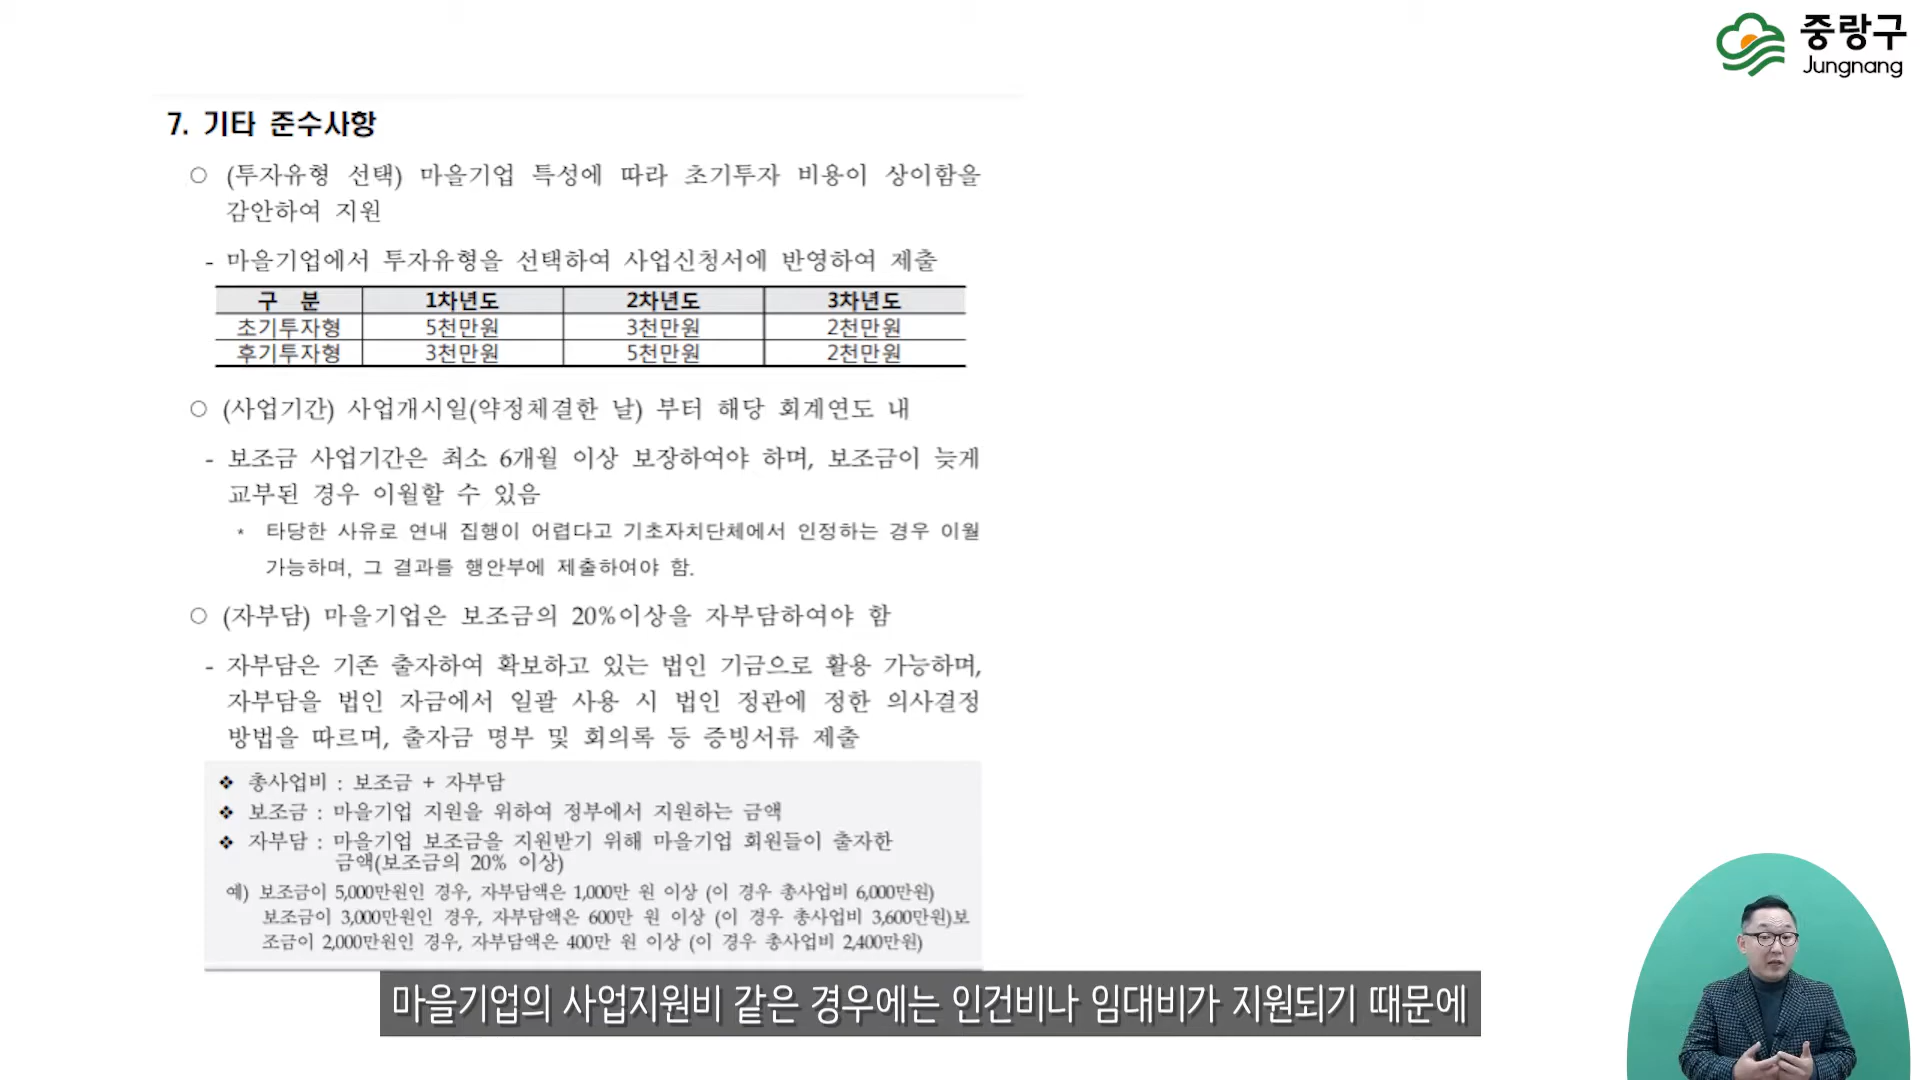 중랑구
Jungnang
7. 기타 준수사항
○ (투자유형 선택) 마을기업 특성에 따라 초기투자 비용이 상이함을
감안하여 지원
- 마을기업에서 투자유형을 선택하여 사업신청서에 반영하여 제출
구 분 1차년도 2차년도 3차년도
초기투자형 5천만원 3천만원 2천만원
후기투자형 3천만원 5천만원 2천만원
○ (사업기간) 사업개시일(약정체결한 날) 부터 해당 회계연도 내
- 보조금 사업기간은 최소 6개월 이상 보장하여야 하며, 보조금이 늦게
교부된 경우 이월할 수 있음
* 타당한 사유로 연내 집행이 어렵다고 기초자치단체에서 인정하는 경우 이월
가능하며, 그 결과를 행안부에 제출하여야 함.
○ (자부담) 마을기업은 보조금의 20%이상을 자부담하여야 함
- 자부담은 기존 출자하여 확보하고 있는 법인 기금으로 활용 가능하며,
자부담을 법인 자금에서 일괄 사용 시 법인 정관에 정한 의사결정
방법을 따르며, 출자금 명부 및 회의록 등 증빙서류 제출
❖ 총사업비 : 보조금 + 자부담
❖ 보조금 : 마을기업 지원을 위하여 정부에서 지원하는 금액
❖ 자부담 : 마을기업 보조금을 지원받기 위해 마을기업 회원들이 출자한
금액(보조금의 20% 이상)
예) 보조금이 5,000만원인 경우, 자부담액은 1,000만 원 이상 (이 경우 총사업비 6,000만원)
보조금이 3,000만원인 경우, 자부담액은 600만 원 이상 (이 경우 총사업비 3,600만원)보
조금이 2,000만원인 경우, 자부담액은 400만 원 이상 (이 경우 총사업비 2,400만원)
마을기업의 사업지원비 같은 경우에는 인건비나 임대비가 지원되기 때문에